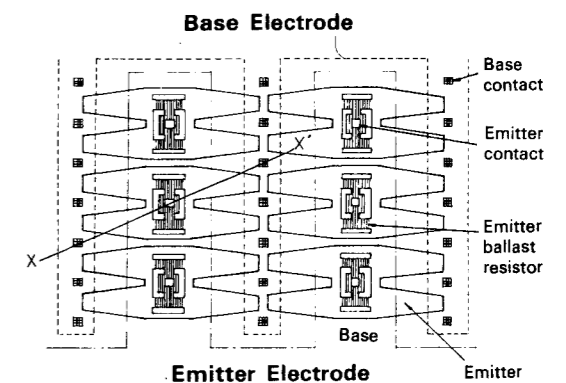 Base Electrode
Base
contact
Emitter
contact
X'
X
Emitter
ballast
resistor
Base
Emitter Electrode
Emitter